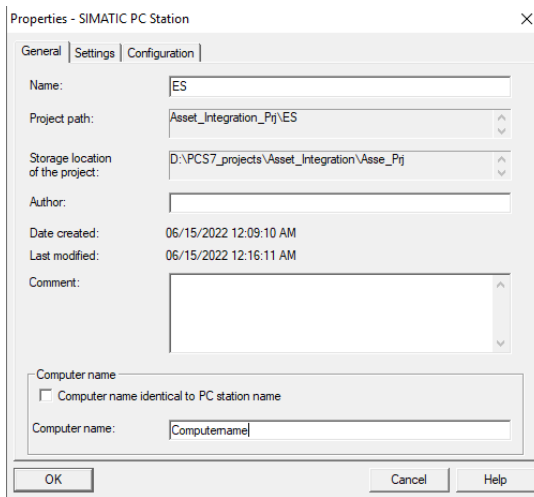 Properties - SIMATIC PC Station
General Settings Configuration
Name: ES
Project path: Asset_Integration_Prj\ES
Storage location
of the project: D:\PCS7_projects\Asset_Integration\Asse_Prj
Author:
Date created: 06/15/2022 12:09:10 AM
Last modified: 06/15/2022 12:16:11 AM
Comment:
Computer name
Computer name identical to PC station name
Computer name: Computername
OK Cancel Help